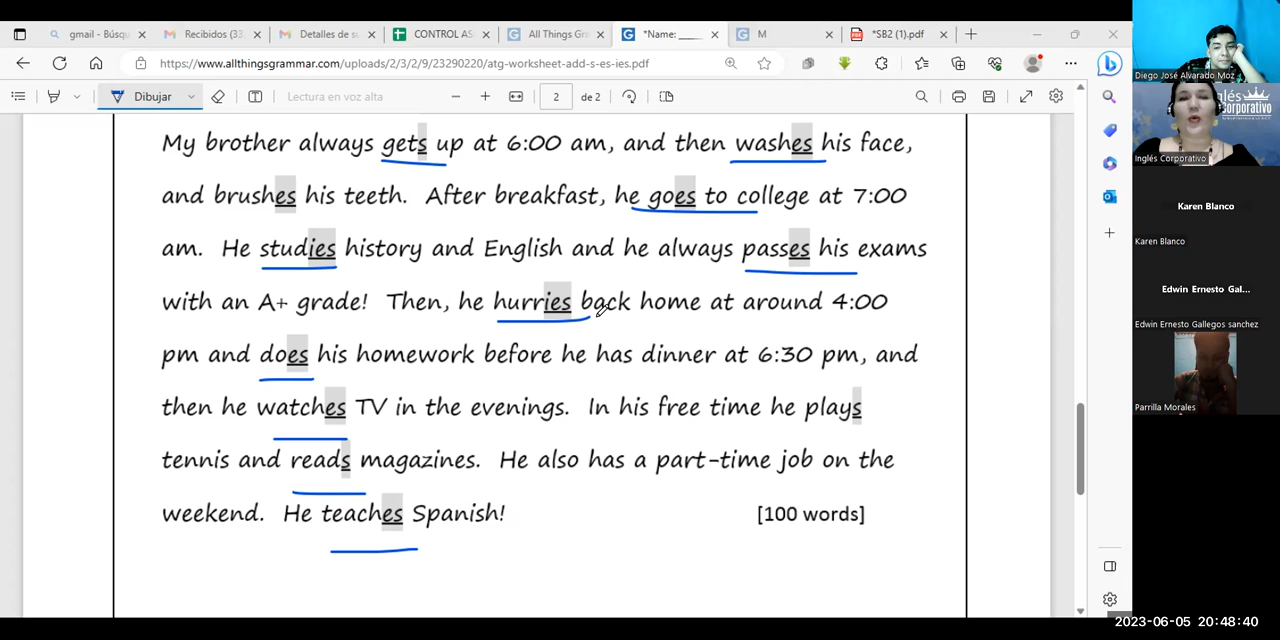 gmail - Búsqu
Recibidos (33.
Detalles de su
CONTROL AS
All Things Gra
*Name: ____
M
*SB2 (1).pdf
https://www.allthingsgrammar.com/uploads/2/3/2/9/23290220/atg-worksheet-add-s-es-ies.pdf
Dibujar
Lectura en voz alta
2 de 2
My brother always gets up at 6:00 am, and then washes his face,
and brushes his teeth. After breakfast, he goes to college at 7:00
am. He studies history and English and he always passes his exams
with an A+ grade! Then, he hurries back home at around 4:00
pm and does his homework before he has dinner at 6:30 pm, and
then he watches TV in the evenings. In his free time he plays
tennis and reads magazines. He also has a part-time job on the
weekend. He teaches Spanish!
[100 words]
Diego José Alvarado Moz
Inglés Corporativo
Karen Blanco
Karen Blanco
Edwin Ernesto Gal...
Edwin Ernesto Gallegos sanchez
Parrilla Morales
2023-06-05 20:48:40